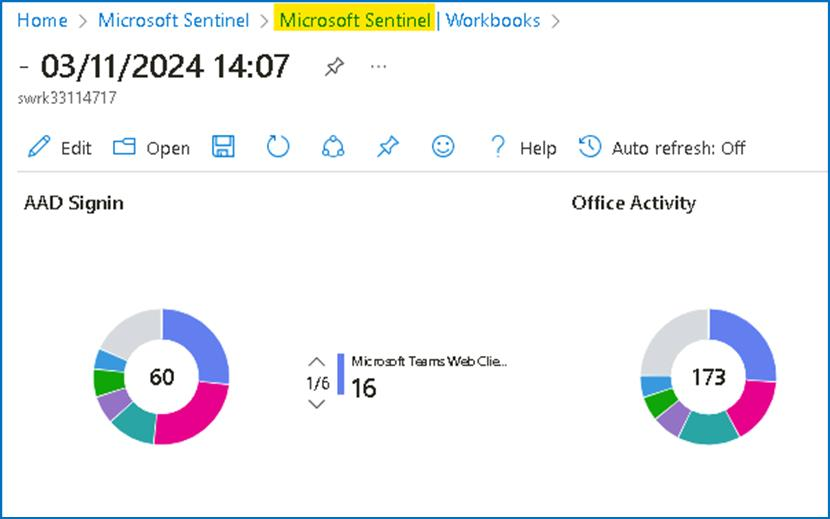 Home > Microsoft Sentinel > Microsoft Sentinel | Workbooks >
- 03/11/2024 14:07 ...
swrk33114717
Edit Open Help Auto refresh: Off
AAD Signin Office Activity
60
1/6
Microsoft Teams Web Clie...
16
173